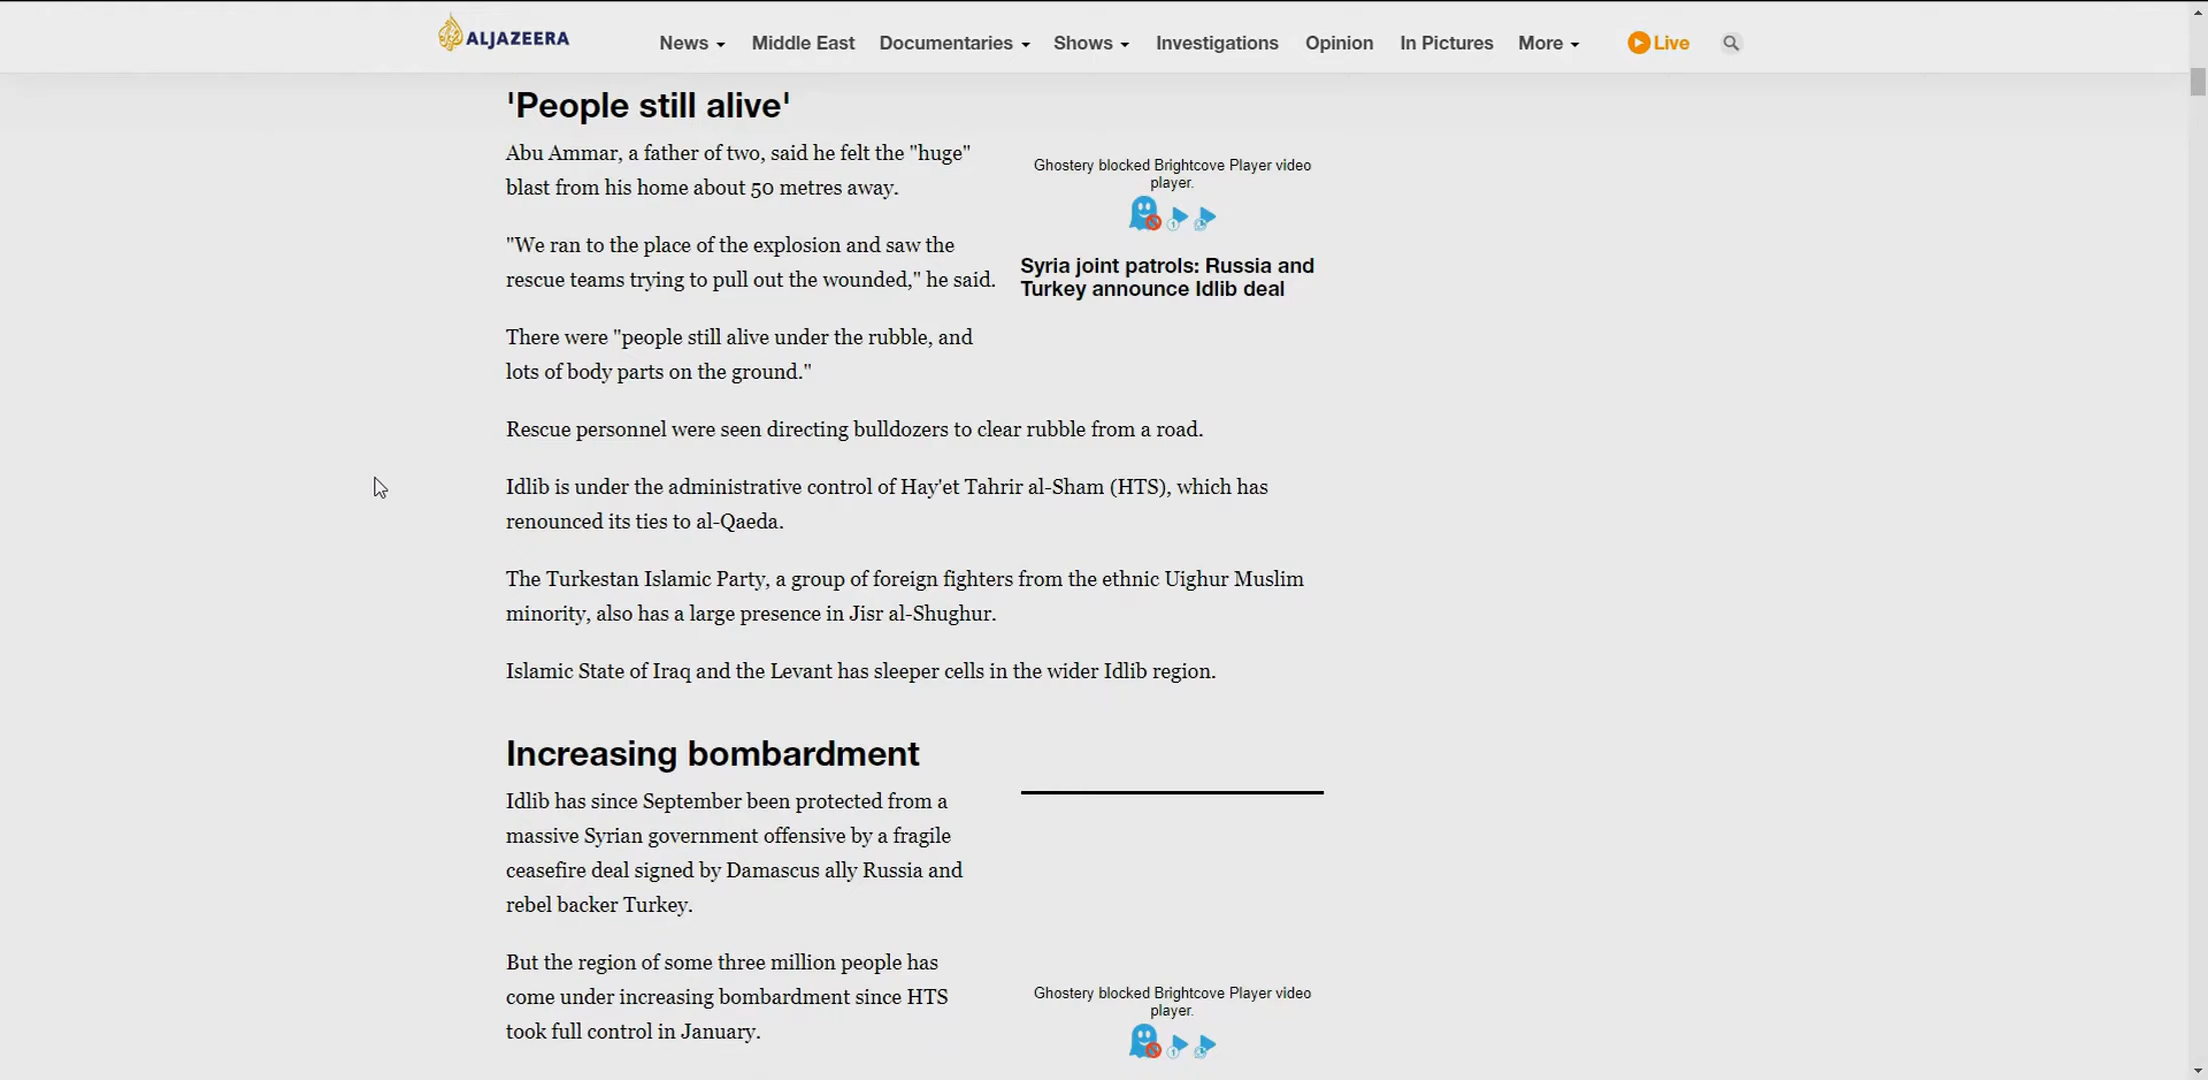 ALJAZEERA
News Middle East Documentaries Shows Investigations Opinion In Pictures More Live
'People still alive'
Abu Ammar, a father of two, said he felt the "huge"
blast from his home about 50 metres away.
"We ran to the place of the explosion and saw the
rescue teams trying to pull out the wounded," he said.
There were "people still alive under the rubble, and
lots of body parts on the ground."
Ghostery blocked Brightcove Player video
player.
Syria joint patrols: Russia and
Turkey announce Idlib deal
Rescue personnel were seen directing bulldozers to clear rubble from a road.
Idlib is under the administrative control of Hay'et Tahrir al-Sham (HTS), which has
renounced its ties to al-Qaeda.
The Turkestan Islamic Party, a group of foreign fighters from the ethnic Uighur Muslim
minority, also has a large presence in Jisr al-Shughur.
Islamic State of Iraq and the Levant has sleeper cells in the wider Idlib region.
Increasing bombardment
Idlib has since September been protected from a
massive Syrian government offensive by a fragile
ceasefire deal signed by Damascus ally Russia and
rebel backer Turkey.
But the region of some three million people has
come under increasing bombardment since HTS
took full control in January.
Ghostery blocked Brightcove Player video
player.